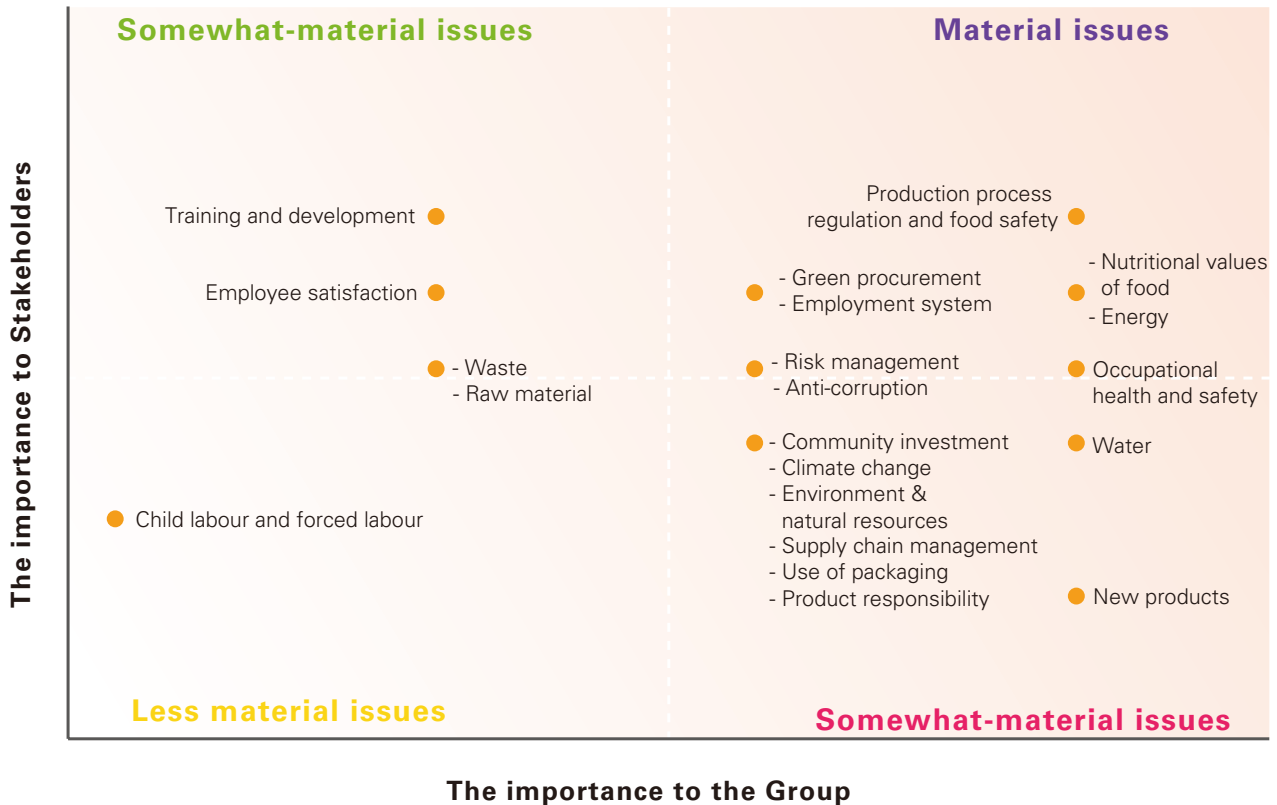 Somewhat-material issues
Material issues
The importance to Stakeholders
Training and development
Production process
regulation and food safety
Employee satisfaction
- Green procurement
- Employment system
- Nutritional values
of food
- Energy
- Waste
- Raw material
- Risk management
- Anti-corruption
Occupational
health and safety
Child labour and forced labour
- Community investment
- Climate change
- Environment &
natural resources
- Supply chain management
- Use of packaging
- Product responsibility
Water
New products
Less material issues
Somewhat-material issues
The importance to the Group